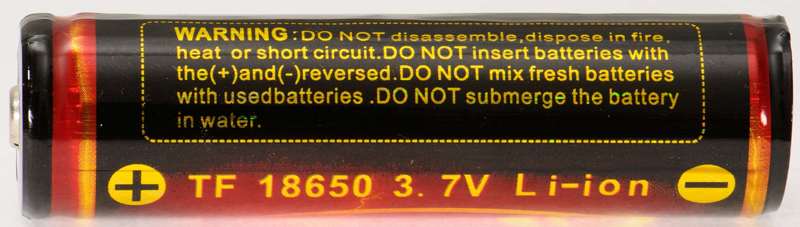 WARNING: DO NOT disassemble,dispose in fire,
heat or short circuit.DO NOT insert batteries with
the(+)and(-)reversed.DO NOT mix fresh batteries
with usedbatteries .DO NOT submerge the battery
in water.
+ TF 18650 3. 7V Li-ion −